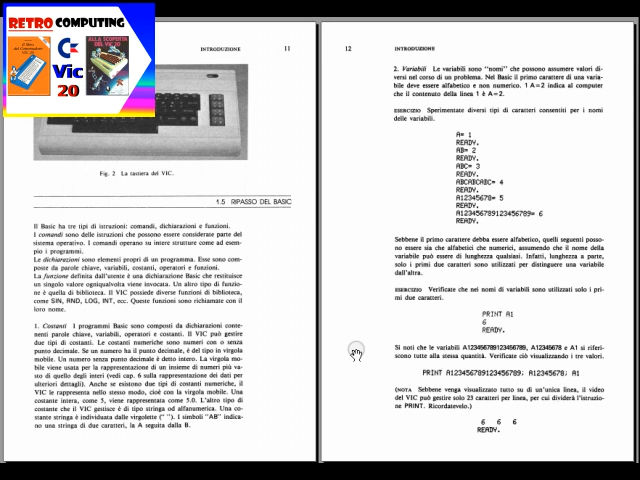 RETRO COMPUTING
Il libro
del Commodore
VIC 20
ALLA SCOPERTA
DEL VIC 20
Vic
20
INTRODUZIONE 11
Fig. 2 La tastiera del VIC.
1.5 RIPASSO DEL BASIC
Il Basic ha tre tipi di istruzioni: comandi, dichiarazioni e funzioni.
I comandi sono delle istruzioni che possono essere considerate parte del
sistema operativo. I comandi operano su intere strutture come ad esem-
pio i programmi.
Le dichiarazioni sono elementi propri di un programma. Esse sono com-
poste da parole chiave, variabili, costanti, operatori e funzioni.
La funzione definita dall'utente è una dichiarazione Basic che restituisce
un singolo valore ogniqualvolta viene invocata. Un altro tipo di funzio-
ne è quella di biblioteca. Il VIC possiede diverse funzioni di biblioteca,
come SIN, RND, LOG, INT, ecc. Queste funzioni sono richiamate con il
loro nome.
1. Costanti I programmi Basic sono composti da dichiarazioni conte-
nenti parole chiave, variabili, operatori e costanti. Il VIC può gestire
due tipi di costanti. Le costanti numeriche sono numeri con o senza
punto decimale. Se un numero ha il punto decimale, è del tipo in virgola
mobile. Un numero senza punto decimale è detto intero. La virgola mo-
bile viene usata per la rappresentazione di un insieme di numeri più va-
sto di quello degli interi (vedi cap. 6 sulla rappresentazione dei dati per
ulteriori dettagli). Anche se esistono due tipi di costanti numeriche, il
VIC le rappresenta nello stesso modo, cioè con la virgola mobile. Una
costante intera, come 5, viene rappresentata come 5.0. L'altro tipo di
costante che il VIC gestisce è di tipo stringa od alfanumerica. Una co-
stante stringa è individuata dalle virgolette (" "). I simboli "AB" indica-
no una stringa di due caratteri, la A seguita dalla B.
12 INTRODUZIONE
2. Variabili Le variabili sono "nomi" che possono assumere valori di-
versi nel corso di un problema. Nel Basic il primo carattere di una varia-
bile deve essere alfabetico e non numerico. 1 A=2 indica al computer
che il contenuto della linea 1 è A=2.
ESERCIZIO Sperimentate diversi tipi di caratteri consentiti per i nomi
delle variabili.
A= 1
READY.
AB= 2
READY.
ABC= 3
READY.
ABCABCABC= 4
READY.
A12345678= 5
READY.
A123456789123456789= 6
READY.
Sebbene il primo carattere debba essere alfabetico, quelli seguenti posso-
no essere sia alfabetici che numerici, assumendo che il nome della
variabile può essere di lunghezza qualsiasi. Infatti, lunghezza a parte,
solo i primi due caratteri sono utilizzati per distinguere una variabile
dall'altra.
ESERCIZIO Verificate che nei nomi di variabili sono utilizzati solo i pri-
mi due caratteri.
PRINT A1
6
READY.
Si noti che le variabili A123456789123456789, A12345678 e A1 si riferi-
scono tutte alla stessa quantità. Verificate ciò visualizzando i tre valori.
PRINT A123456789123456789; A12345678; A1
(NOTA Sebbene venga visualizzato tutto su di un'unica linea, il video
del VIC può gestire solo 23 caratteri per linea, per cui dividerà l'istruzio-
ne PRINT. Ricordatevelo.)
6 6 6
READY.